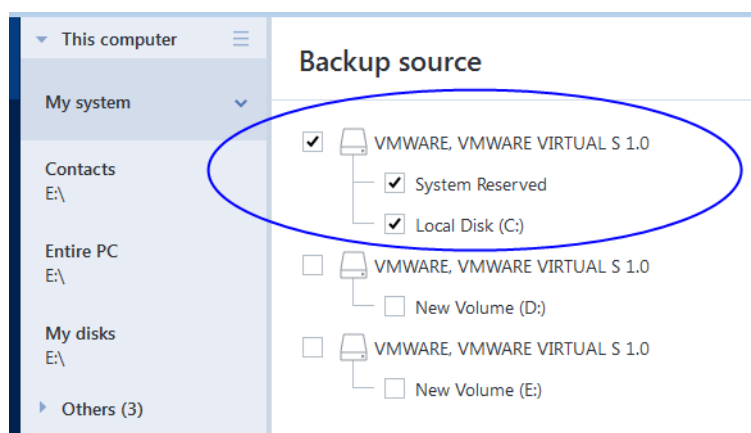 This computer
My system
Contacts
E:\
Entire PC
E:\
My disks
E:\
Others (3)
Backup source
VMWARE, VMWARE VIRTUAL S 1.0
System Reserved
Local Disk (C:)
VMWARE, VMWARE VIRTUAL S 1.0
New Volume (D:)
VMWARE, VMWARE VIRTUAL S 1.0
New Volume (E:)